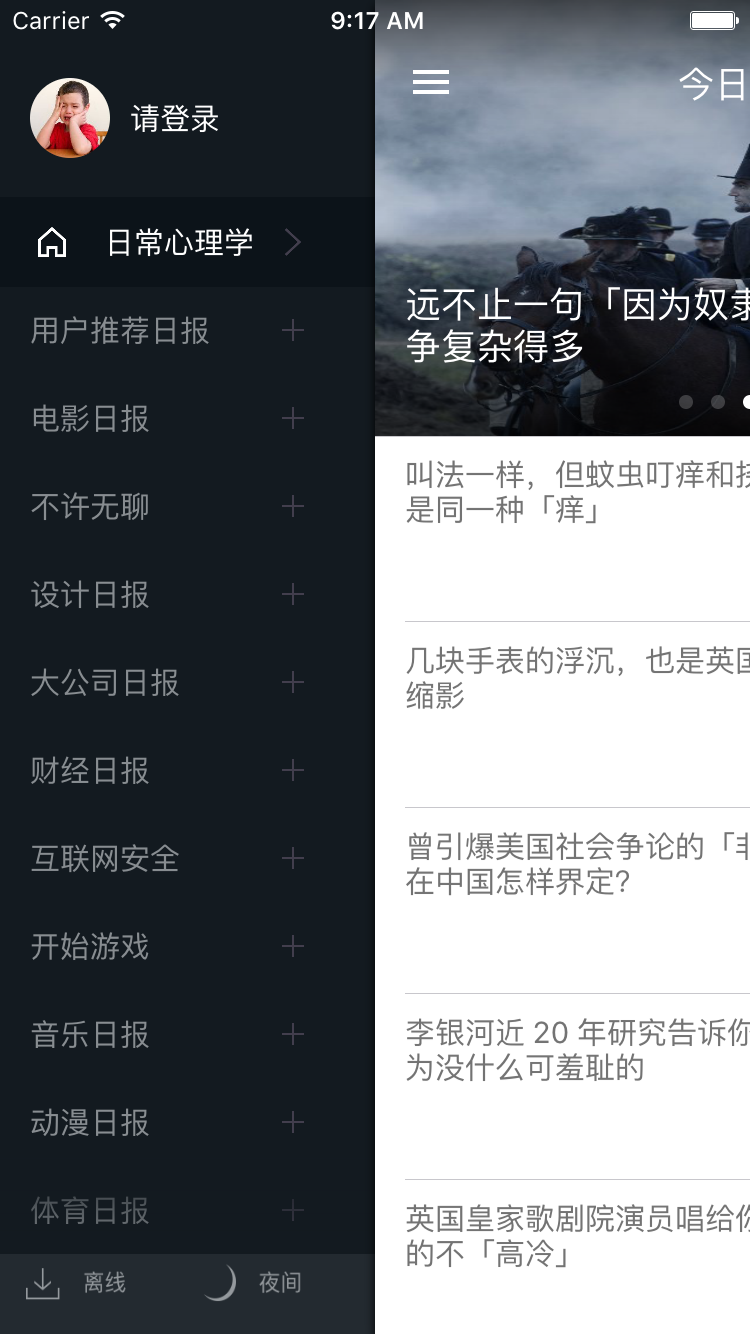 Carrier
9:17 AM
请登录
日常心理学
用户推荐日报
电影日报
不许无聊
设计日报
大公司日报
财经日报
互联网安全
开始游戏
音乐日报
动漫日报
体育日报
离线
夜间
今日
远不止一句「因为奴隶
争复杂得多
叫法一样，但蚊虫叮痒和挠
是同一种「痒」
几块手表的浮沉，也是英国
缩影
曾引爆美国社会争论的「非
在中国怎样界定?
李银河近 20 年研究告诉你
为没什么可羞耻的
英国皇家歌剧院演员唱给你
的不「高冷」